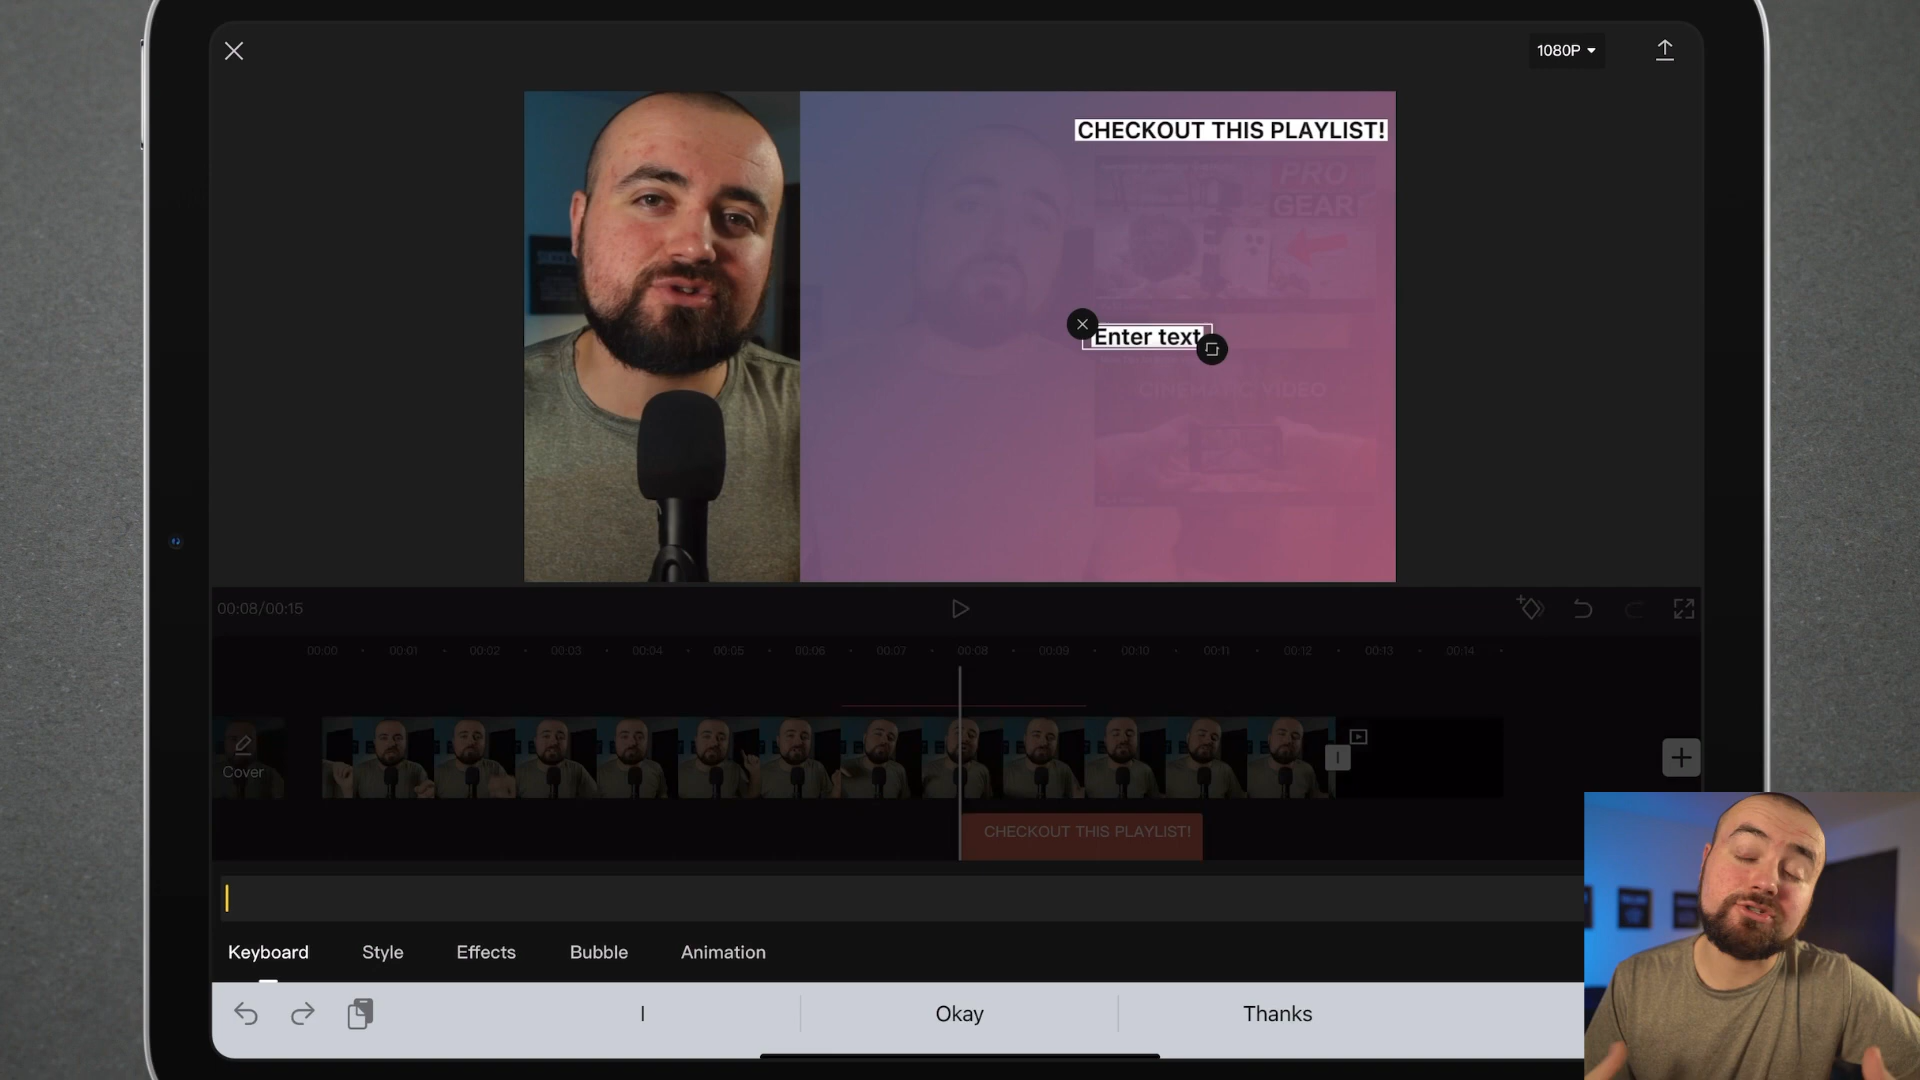 1080P
CHECKOUT THIS PLAYLIST!
PRO
GEAR
Enter text
CINEMATIC VIDEO
00:08/00:15
00:00 00:01 00:02 00:03 00:04 00:05 00:06 00:07 00:08 00:09 00:10 00:11 00:12 00:13 00:14
Cover
CHECKOUT THIS PLAYLIST!
Keyboard Style Effects Bubble Animation
I Okay Thanks